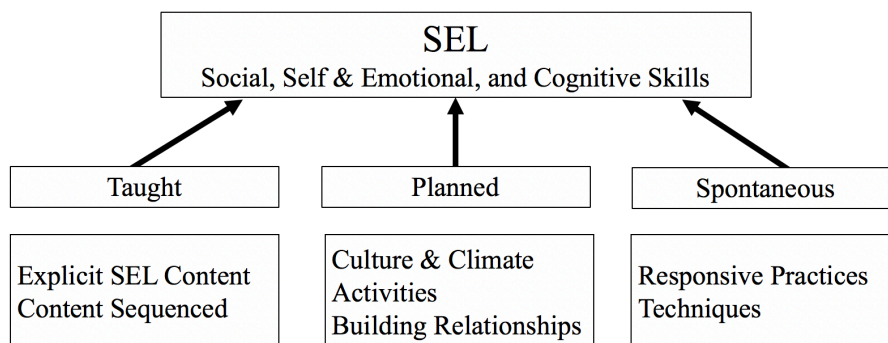 SEL
Social, Self & Emotional, and Cognitive Skills
Taught
Planned
Spontaneous
Explicit SEL Content
Content Sequenced
Culture & Climate
Activities
Building Relationships
Responsive Practices
Techniques